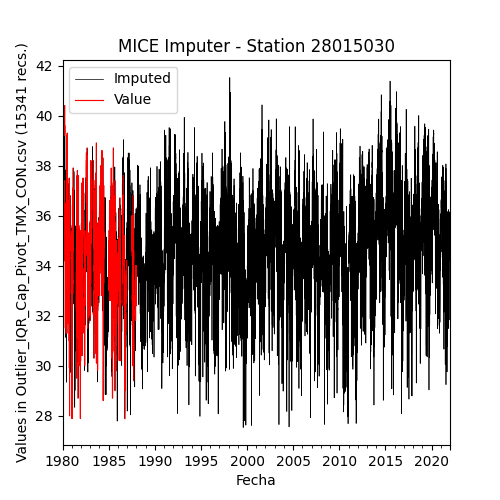 MICE Imputer - Station 28015030
Values in Outlier_IQR_Cap_Pivot_TMX_CON.csv (15341 recs.)
Imputed
Value
42
40
38
36
34
32
30
28
1980 1985 1990 1995 2000 2005 2010 2015 2020
Fecha